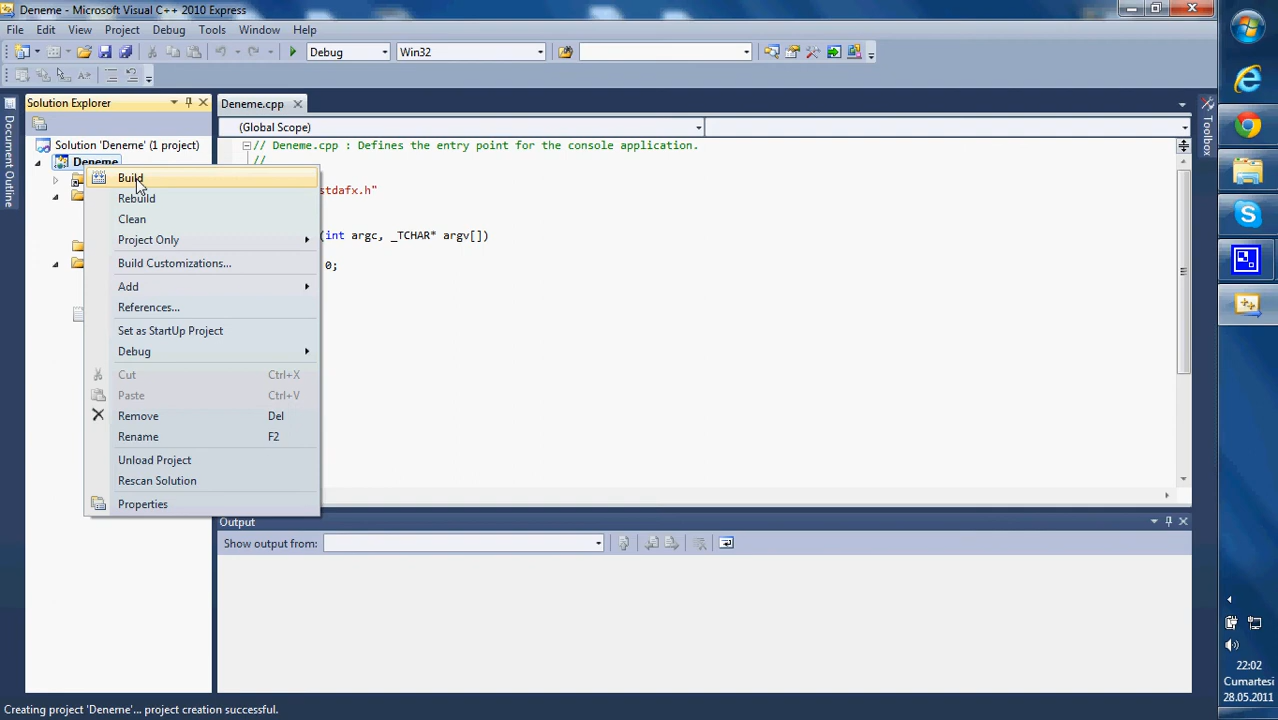 Deneme - Microsoft Visual C++ 2010 Express
File Edit View Project Debug Tools Window Help
Debug Win32
Solution Explorer
Deneme.cpp
Document Outline
Toolbox
(Global Scope)
Solution 'Deneme' (1 project)
Deneme
// Deneme.cpp : Defines the entry point for the console application.
//
stdafx.h"
(int argc, _TCHAR* argv[])
0;
Build
Rebuild
Clean
Project Only
Build Customizations...
Add
References...
Set as StartUp Project
Debug
Cut Ctrl+X
Paste Ctrl+V
Remove Del
Rename F2
Unload Project
Rescan Solution
Properties
Output
Show output from:
Creating project 'Deneme'... project creation successful.
22:02
Cumartesi
28.05.2011